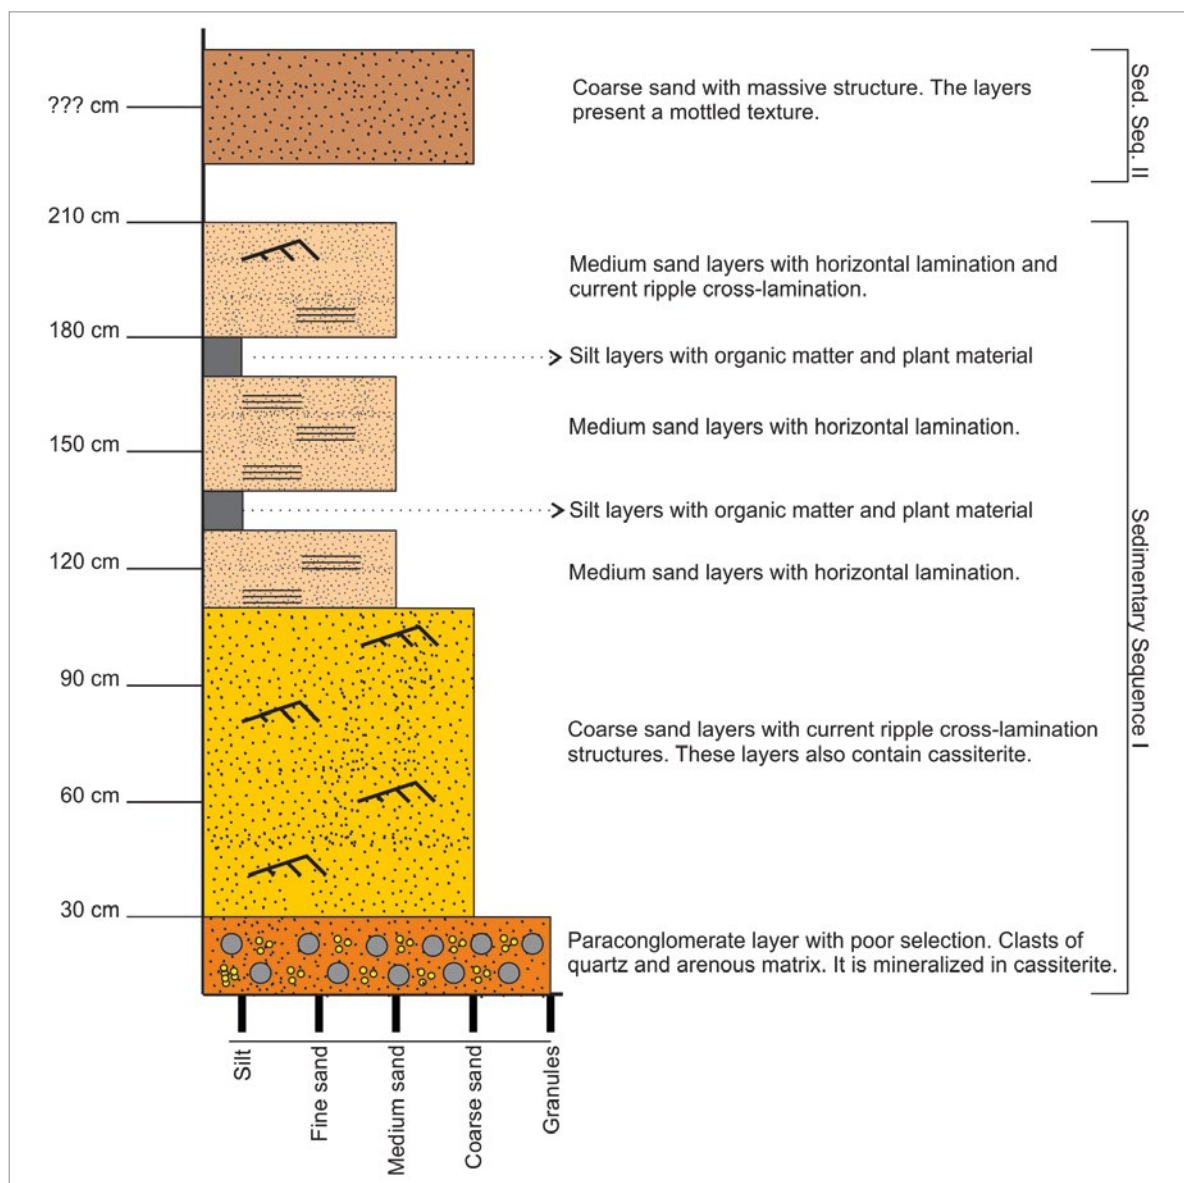 ??? cm
Coarse sand with massive structure. The layers
present a mottled texture.
Sed. Seq. II
210 cm
Medium sand layers with horizontal lamination and
current ripple cross-lamination.
180 cm
Silt layers with organic matter and plant material
Medium sand layers with horizontal lamination.
150 cm
Silt layers with organic matter and plant material
120 cm
Medium sand layers with horizontal lamination.
Sedimentary Sequence I
90 cm
Coarse sand layers with current ripple cross-lamination
structures. These layers also contain cassiterite.
60 cm
30 cm
Paraconglomerate layer with poor selection. Clasts of
quartz and arenous matrix. It is mineralized in cassiterite.
Silt
Fine sand
Medium sand
Coarse sand
Granules